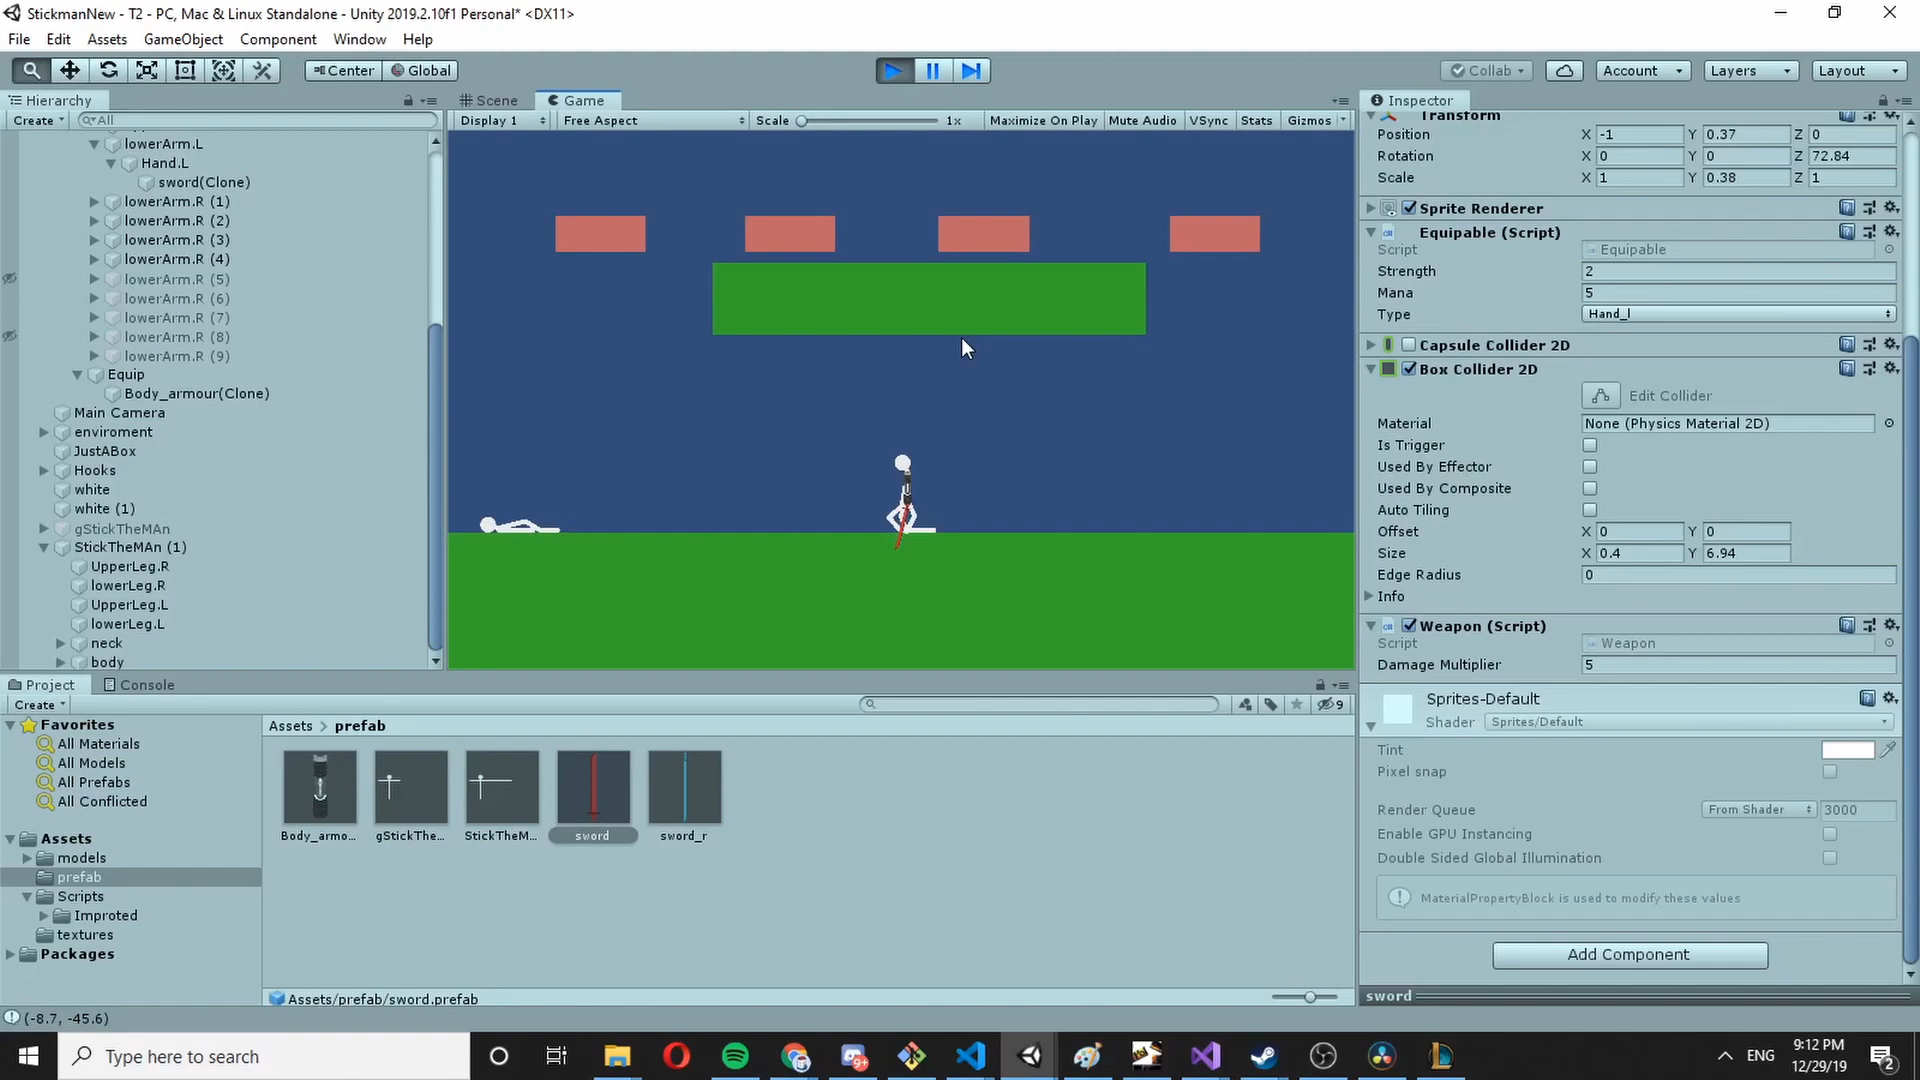 StickmanNew - T2 - PC, Mac & Linux Standalone - Unity 2019.2.10f1 Personal* <DX11>
File Edit Assets GameObject Component Window Help
Center Global Collab Account Layers Layout
Hierarchy
Create All
lowerArm.L
Hand.L
sword(Clone)
lowerArm.R (1)
lowerArm.R (2)
lowerArm.R (3)
lowerArm.R (4)
lowerArm.R (5)
lowerArm.R (6)
lowerArm.R (7)
lowerArm.R (8)
lowerArm.R (9)
Equip
Body_armour(Clone)
Main Camera
enviroment
JustABox
Hooks
white
white (1)
gStickTheMAn
StickTheMAn (1)
UpperLeg.R
lowerLeg.R
UpperLeg.L
lowerLeg.L
neck
body
Scene Game
Display 1 Free Aspect Scale 1x Maximize On Play Mute Audio VSync Stats Gizmos
Inspector
Transform
Position X -1 Y 0.37 Z 0
Rotation X 0 Y 0 Z 72.84
Scale X 1 Y 0.38 Z 1
Sprite Renderer
Equipable (Script)
Script Equipable
Strength 2
Mana 5
Type Hand_l
Capsule Collider 2D
Box Collider 2D
Edit Collider
Material None (Physics Material 2D)
Is Trigger
Used By Effector
Used By Composite
Auto Tiling
Offset X 0 Y 0
Size X 0.4 Y 6.94
Edge Radius 0
Info
Weapon (Script)
Script Weapon
Damage Multiplier 5
Sprites-Default
Shader Sprites/Default
Tint
Pixel snap
Render Queue From Shader 3000
Enable GPU Instancing
Double Sided Global Illumination
MaterialPropertyBlock is used to modify these values
Add Component
sword
Project Console
Create 9
Favorites
All Materials
All Models
All Prefabs
All Conflicted
Assets
models
prefab
Scripts
Improted
textures
Packages
Assets > prefab
Body_armo... gStickThe... StickTheM... sword sword_r
Assets/prefab/sword.prefab
(-8.7, -45.6)
Type here to search
9+
ENG
9:12 PM
12/29/19
2